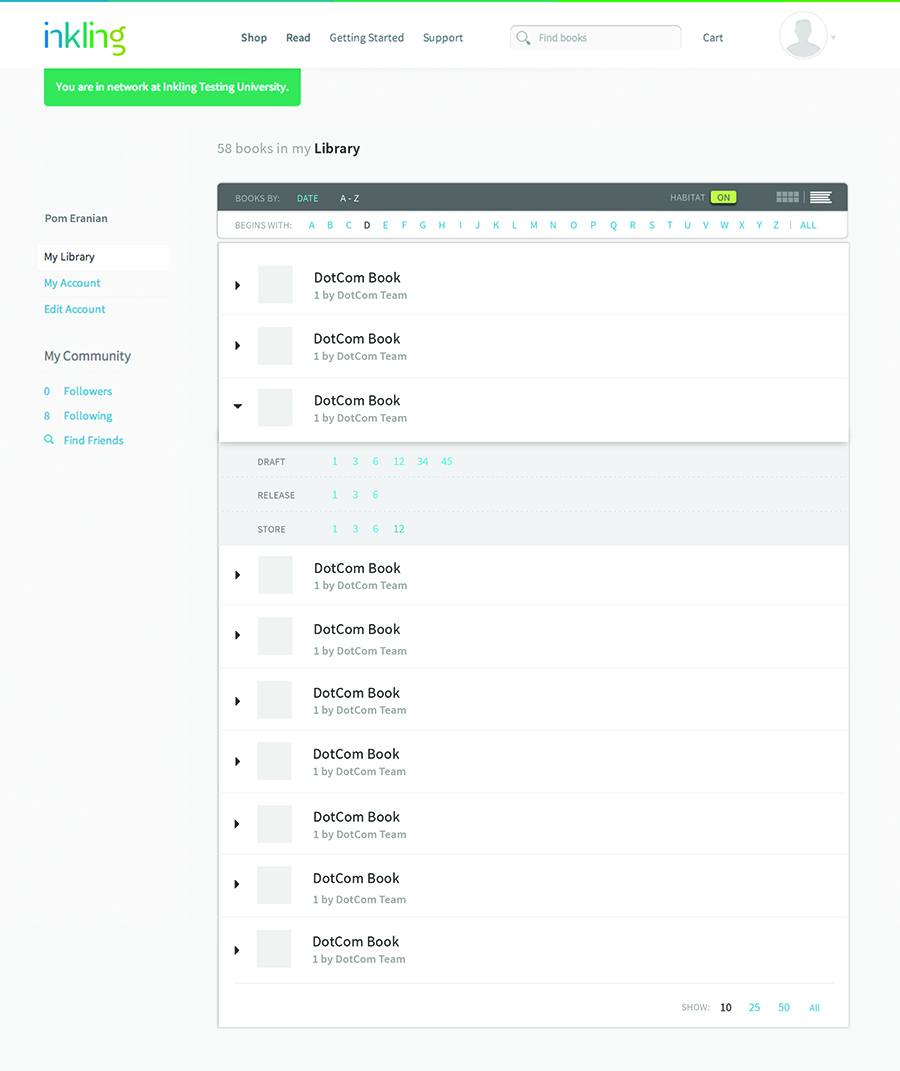 inkling
Shop Read Getting Started Support Find books Cart
You are in network at Inkling Testing University.
58 books in my Library
BOOKS BY: DATE A - Z HABITAT ON
BEGINS WITH: A B C D E F G H I J K L M N O P Q R S T U V W X Y Z | ALL
Pom Eranian
My Library
My Account
Edit Account
My Community
0 Followers
8 Following
Find Friends
DotCom Book
1 by DotCom Team
DotCom Book
1 by DotCom Team
DotCom Book
1 by DotCom Team
DRAFT 1 3 6 12 34 45
RELEASE 1 3 6
STORE 1 3 6 12
DotCom Book
1 by DotCom Team
DotCom Book
1 by DotCom Team
DotCom Book
1 by DotCom Team
DotCom Book
1 by DotCom Team
DotCom Book
1 by DotCom Team
DotCom Book
1 by DotCom Team
DotCom Book
1 by DotCom Team
SHOW: 10 25 50 All